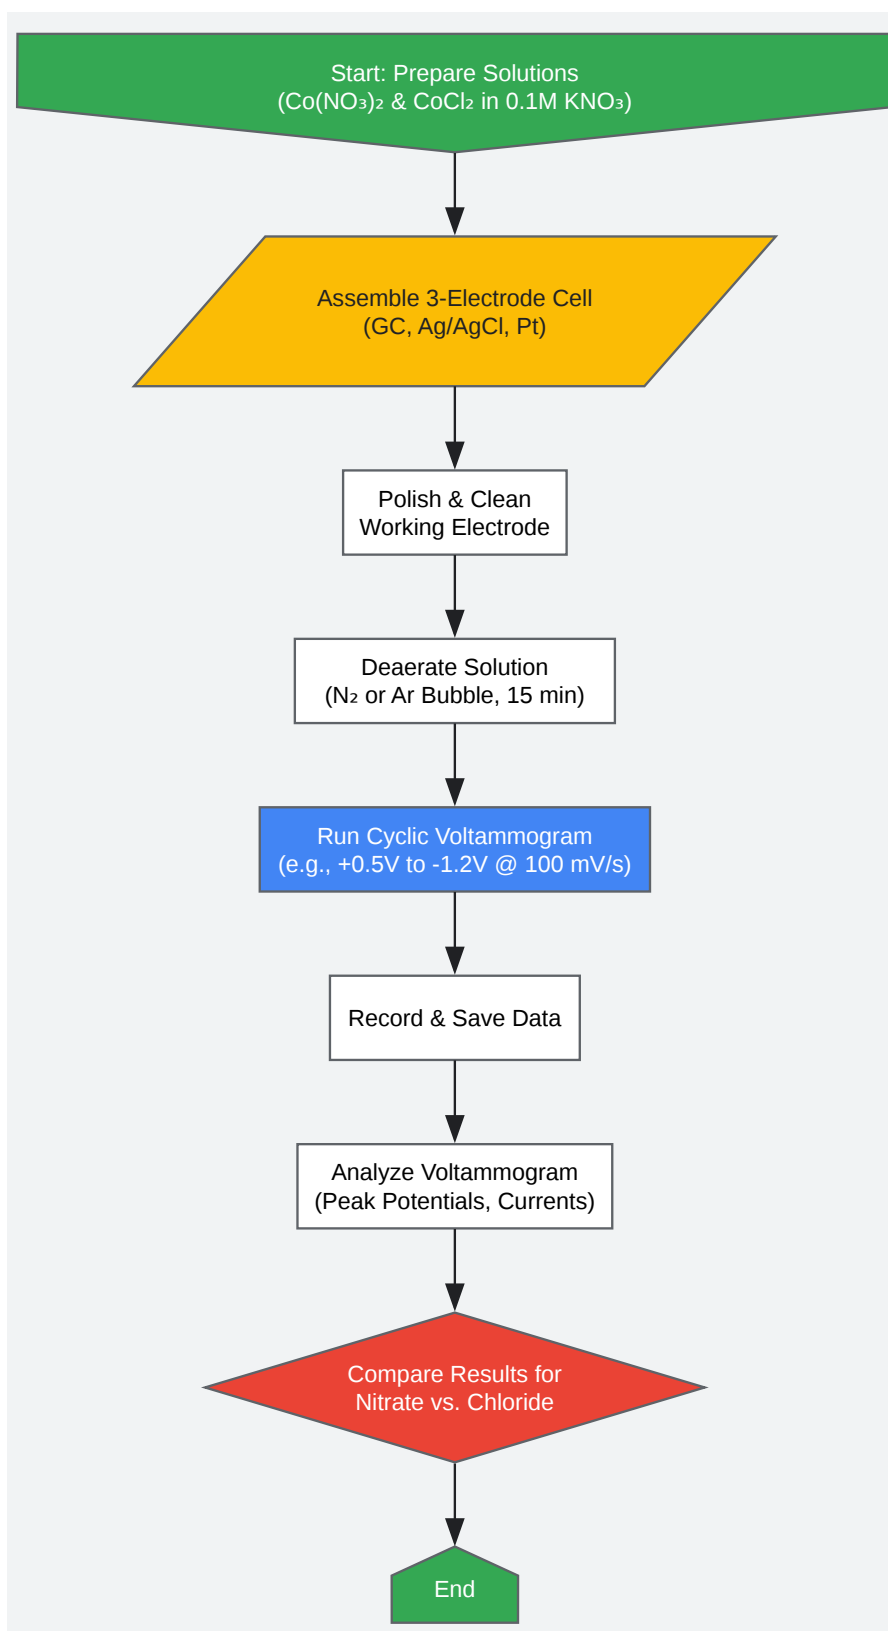 Start: Prepare Solutions
(Co(NO₃)₂ & CoCl₂ in 0.1M KNO₃)
Assemble 3-Electrode Cell
(GC, Ag/AgCl, Pt)
Polish & Clean
Working Electrode
Deaerate Solution
(N₂ or Ar Bubble, 15 min)
Run Cyclic Voltammogram
(e.g., +0.5V to -1.2V @ 100 mV/s)
Record & Save Data
Analyze Voltammogram
(Peak Potentials, Currents)
Compare Results for
Nitrate vs. Chloride
End